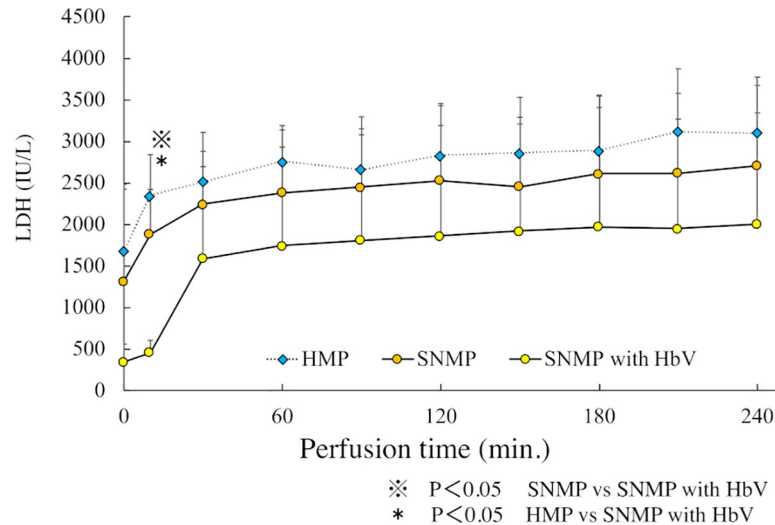 4500
4000
3500
3000
2500
2000
1500
1000
500
0
LDH (IU/L)
※
*
HMP SNMP SNMP with HbV
0 60 120 180 240
Perfusion time (min.)
※ P＜0.05 SNMP vs SNMP with HbV
* P＜0.05 HMP vs SNMP with HbV